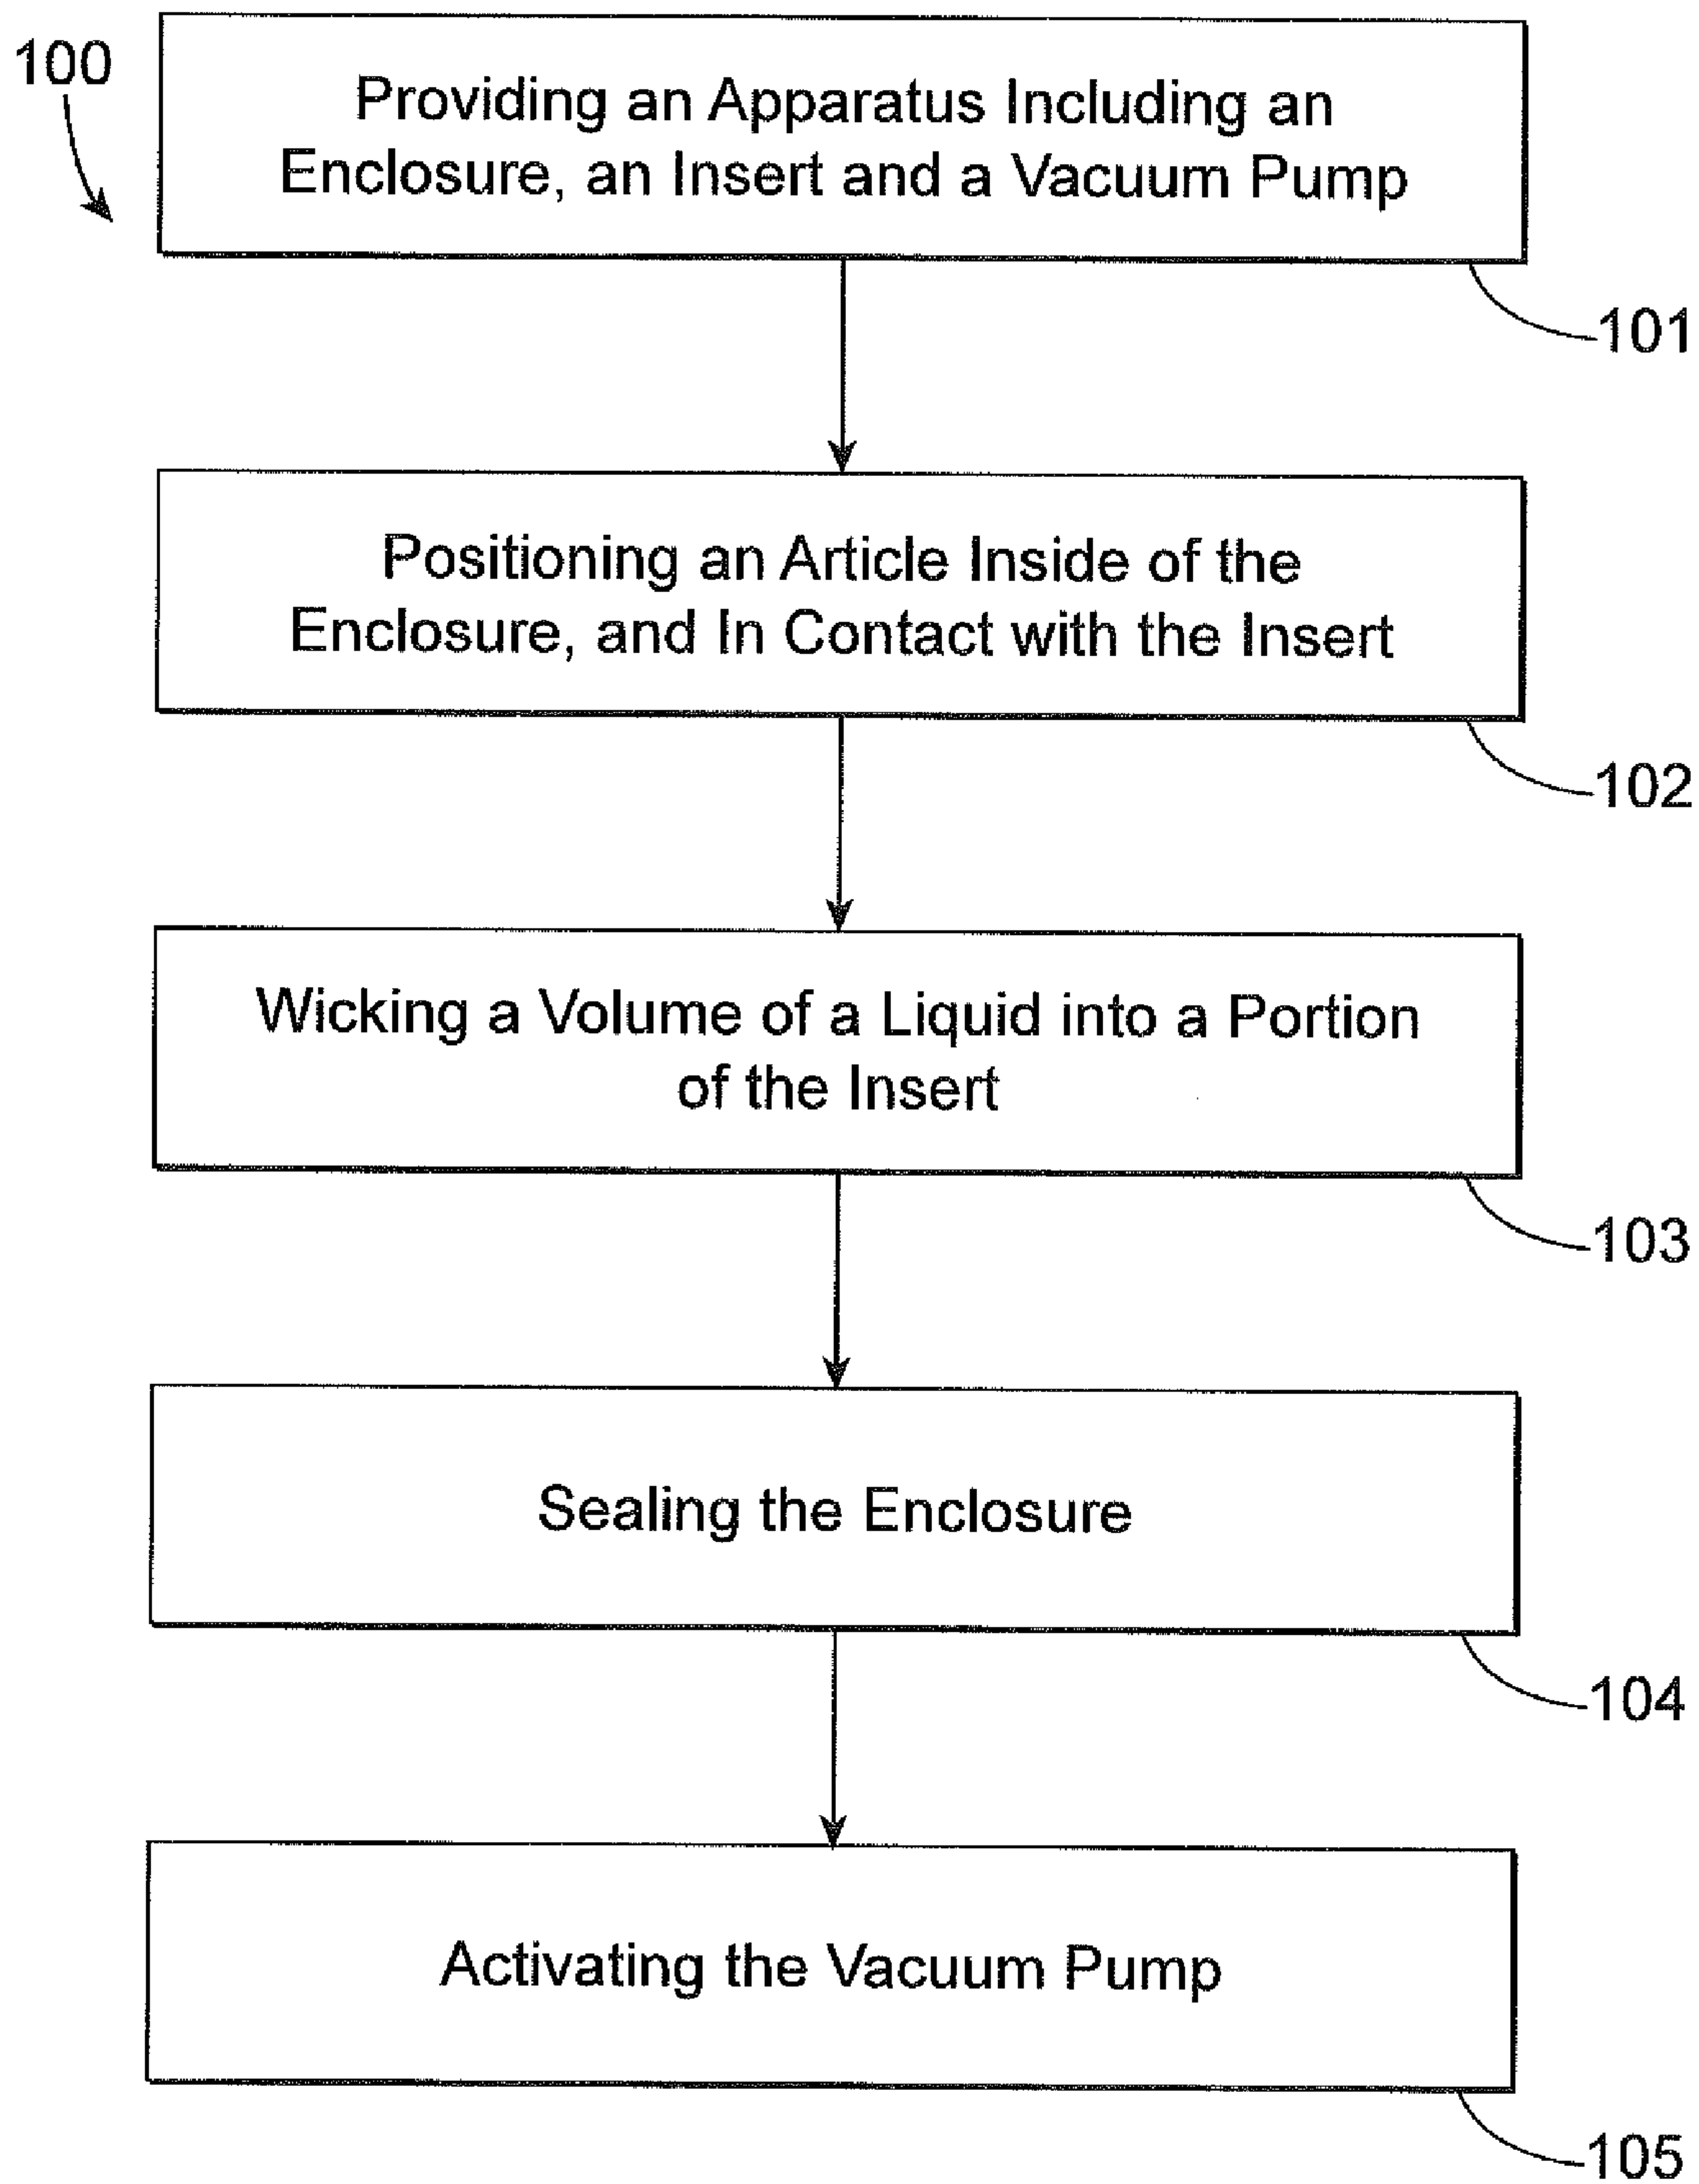 100
Providing an Apparatus Including an
Enclosure, an Insert and a Vacuum Pump
101
Positioning an Article Inside of the
Enclosure, and In Contact with the Insert
102
Wicking a Volume of a Liquid into a Portion
of the Insert
103
Sealing the Enclosure
104
Activating the Vacuum Pump
105